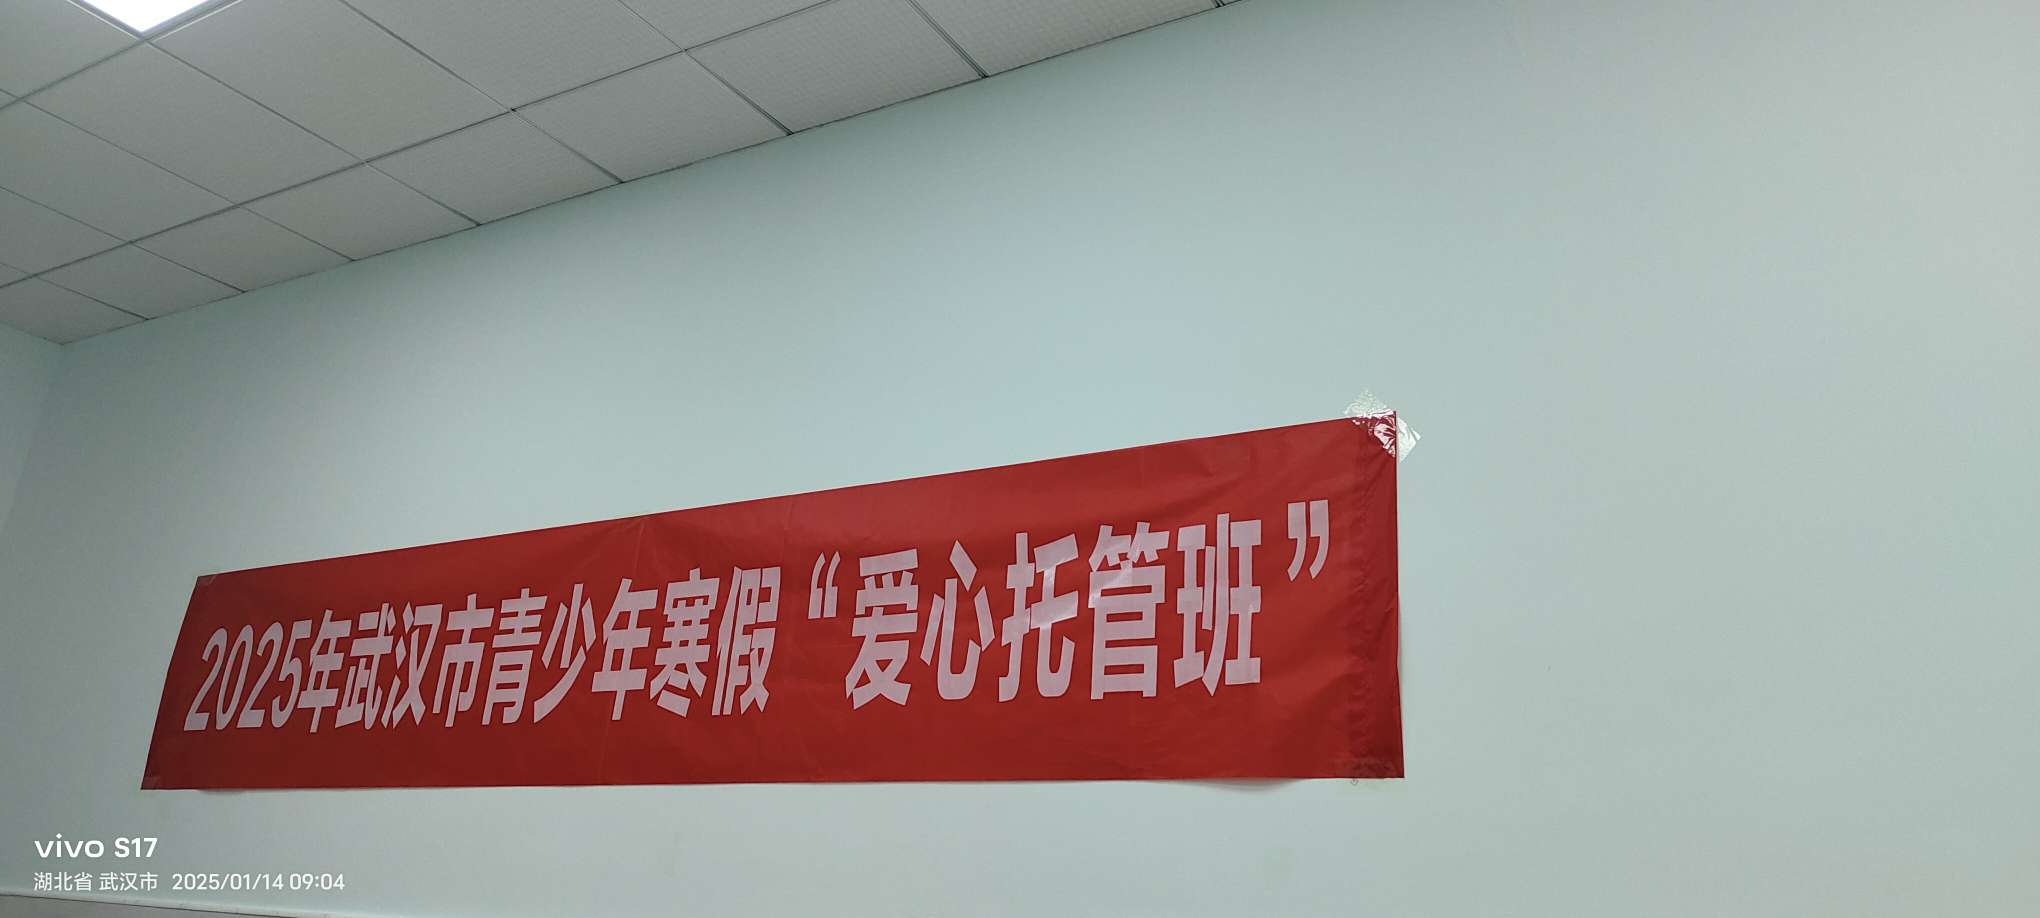 2025年武汉市青少年寒假“爱心托管班”
vivo S17
湖北省 武汉市 2025/01/14 09:04